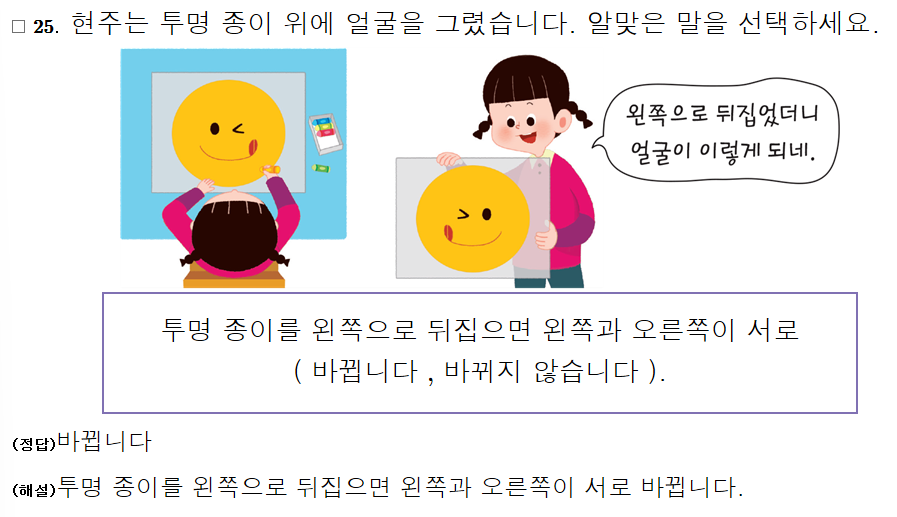 □ 25. 현주는 투명 종이 위에 얼굴을 그렸습니다. 알맞은 말을 선택하세요.
왼쪽으로 뒤집었더니
얼굴이 이렇게 되네.
투명 종이를 왼쪽으로 뒤집으면 왼쪽과 오른쪽이 서로
( 바뀝니다 , 바뀌지 않습니다 ).
(정답)바뀝니다
(해설)투명 종이를 왼쪽으로 뒤집으면 왼쪽과 오른쪽이 서로 바뀝니다.